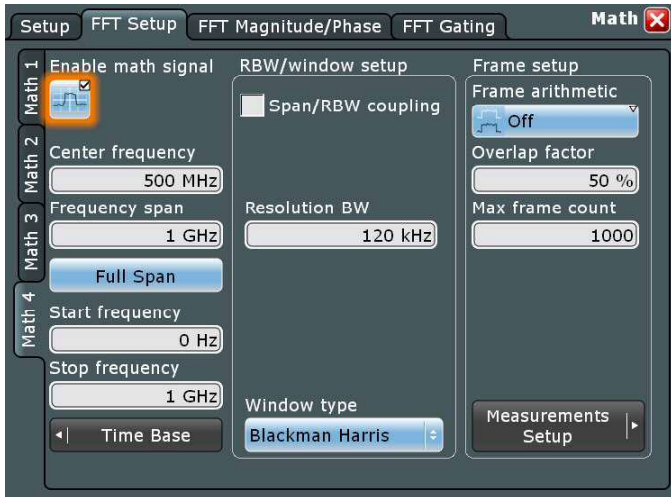 Setup
FFT Setup
FFT Magnitude/Phase
FFT Gating
Math
Math 1
Math 2
Math 3
Math 4
Enable math signal
Center frequency
500 MHz
Frequency span
1 GHz
Full Span
Start frequency
0 Hz
Stop frequency
1 GHz
Time Base
RBW/window setup
Span/RBW coupling
Resolution BW
120 kHz
Window type
Blackman Harris
Frame setup
Frame arithmetic
Off
Overlap factor
50 %
Max frame count
1000
Measurements
Setup